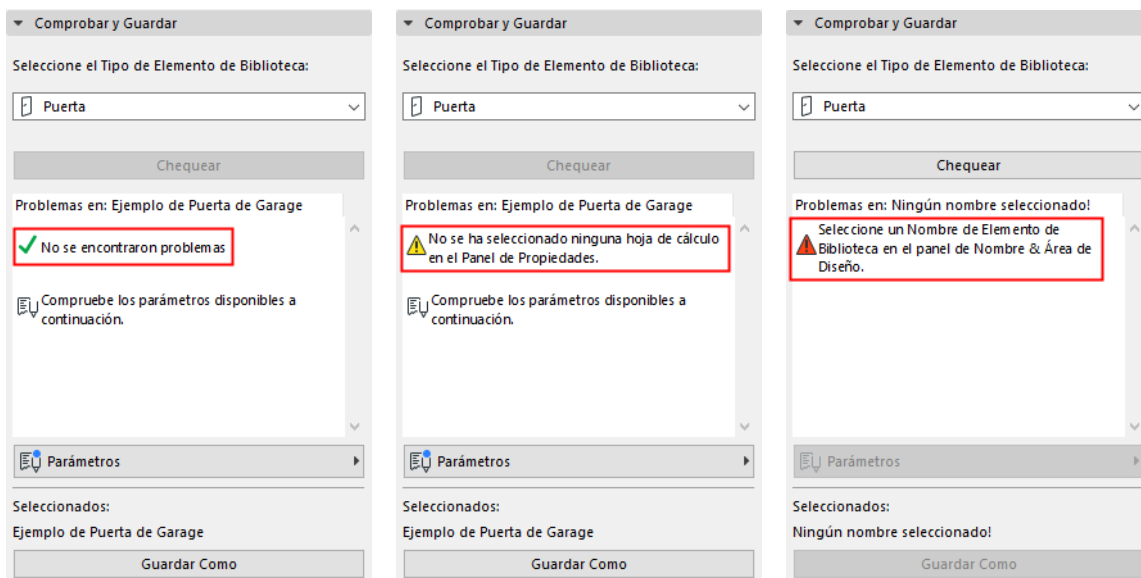 Comprobar y Guardar
Seleccione el Tipo de Elemento de Biblioteca:
Puerta
Chequear
Problemas en: Ejemplo de Puerta de Garage
No se encontraron problemas
Compruebe los parámetros disponibles a
continuación.
Parámetros
Seleccionados:
Ejemplo de Puerta de Garage
Guardar Como
Comprobar y Guardar
Seleccione el Tipo de Elemento de Biblioteca:
Puerta
Chequear
Problemas en: Ejemplo de Puerta de Garage
No se ha seleccionado ninguna hoja de cálculo
en el Panel de Propiedades.
Compruebe los parámetros disponibles a
continuación.
Parámetros
Seleccionados:
Ejemplo de Puerta de Garage
Guardar Como
Comprobar y Guardar
Seleccione el Tipo de Elemento de Biblioteca:
Puerta
Chequear
Problemas en: Ningún nombre seleccionado!
Seleccione un Nombre de Elemento de
Biblioteca en el panel de Nombre & Área de
Diseño.
Parámetros
Seleccionados:
Ningún nombre seleccionado!
Guardar Como